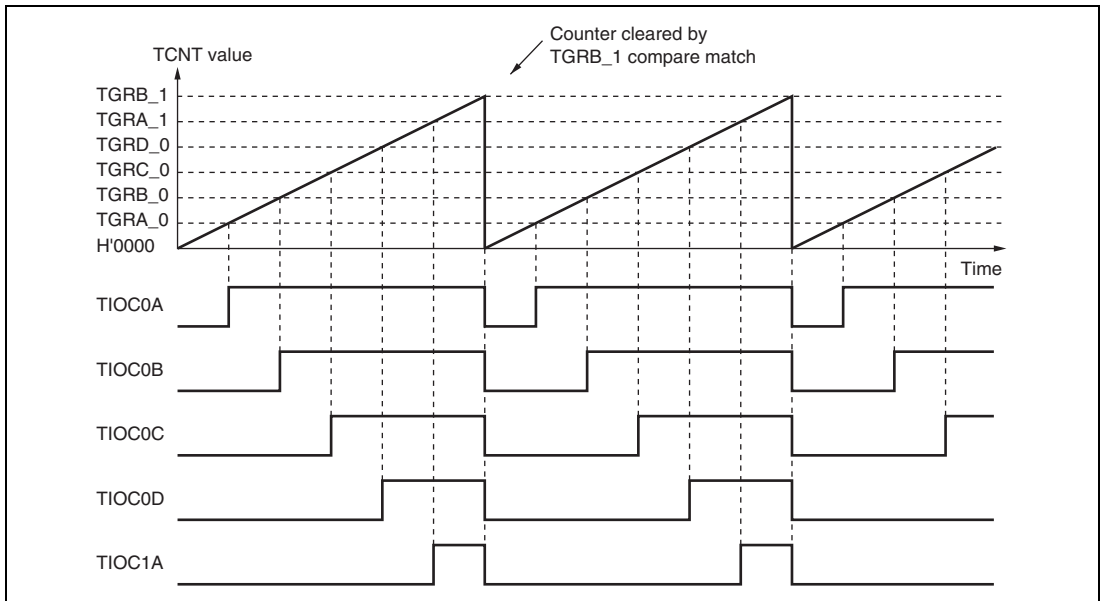 Counter cleared by
TGRB_1 compare match
TCNT value
TGRB_1
TGRA_1
TGRD_0
TGRC_0
TGRB_0
TGRA_0
H'0000
Time
TIOC0A
TIOC0B
TIOC0C
TIOC0D
TIOC1A